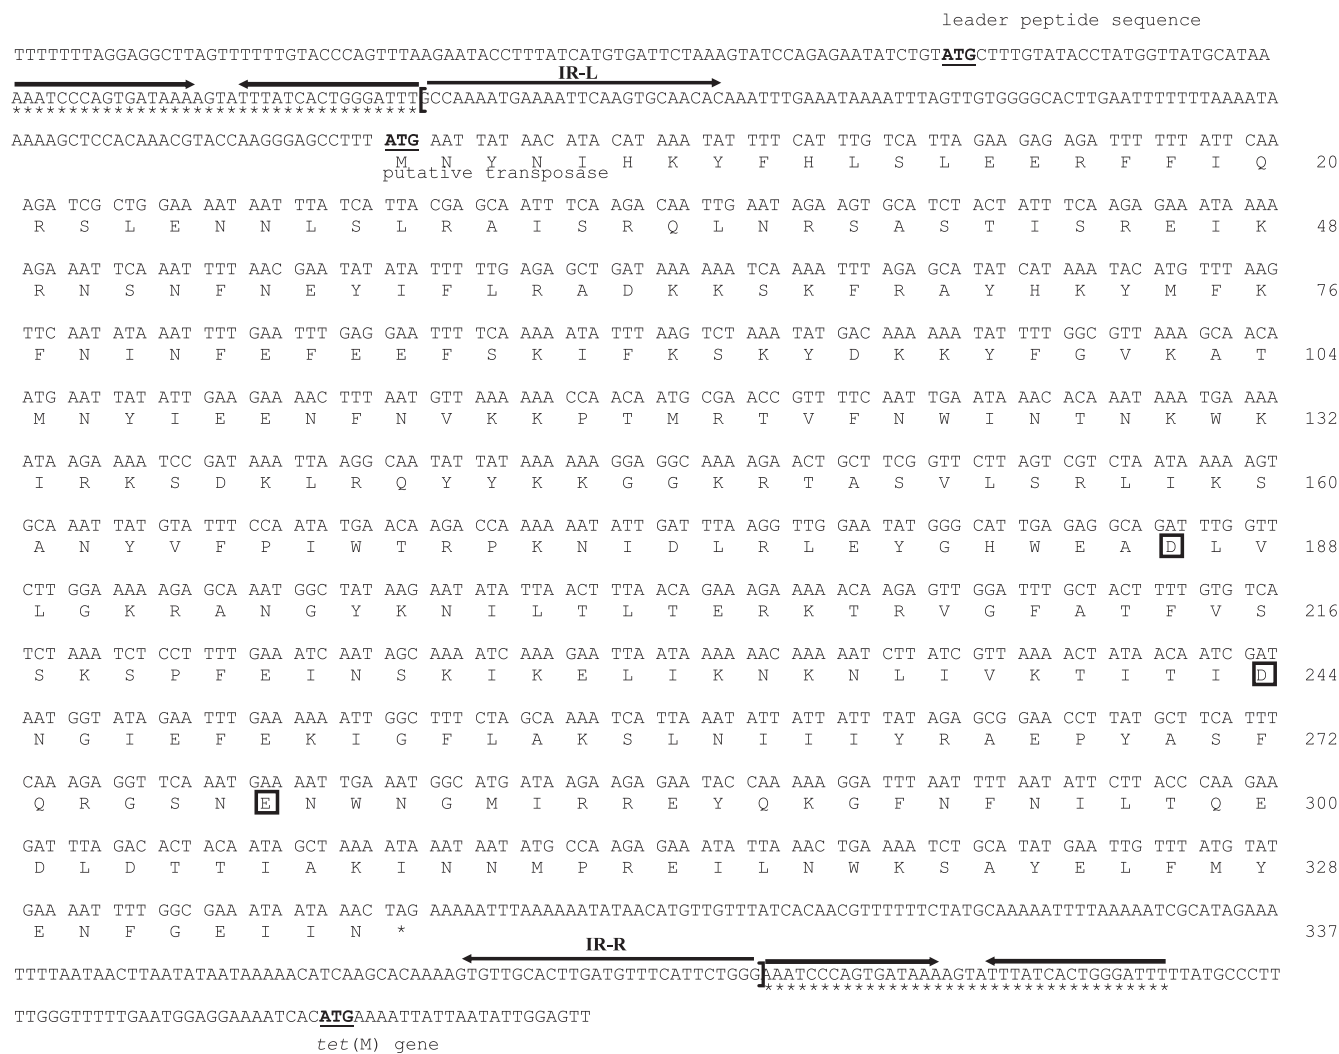 leader peptide sequence
TTTTTTTAGGAGGCTTAGTTTTTTGTACCCAGTTTAAGAATACCTTTATCATGTGATTCTAAAGTATCCAGAGAATATCTGTATGCTTTGTATACCTATGGTTATGCATAA
IR-L
AAATCCCAGTGATAAAAGTATTTATCACTGGGATTT[GCCAAAATGAAAATTCAAGTGCAACACAAATTTGAAATAAAATTTAGTTGTGGGGCACTTGAATTTTTTTAAAATA
************************************
AAAAGCTCCACAAACGTACCAAGGGAGCCTTT ATG AAT TAT AAC ATA CAT AAA TAT TTT CAT TTG TCA TTA GAA GAG AGA TTT TTT ATT CAA
M N Y N I H K Y F H L S L E E R F F I Q 20
putative transposase
AGA TCG CTG GAA AAT AAT TTA TCA TTA CGA GCA ATT TCA AGA CAA TTG AAT AGA AGT GCA TCT ACT ATT TCA AGA GAA ATA AAA
R S L E N N L S L R A I S R Q L N R S A S T I S R E I K 48
AGA AAT TCA AAT TTT AAC GAA TAT ATA TTT TTG AGA GCT GAT AAA AAA TCA AAA TTT AGA GCA TAT CAT AAA TAC ATG TTT AAG
R N S N F N E Y I F L R A D K K S K F R A Y H K Y M F K 76
TTC AAT ATA AAT TTT GAA TTT GAG GAA TTT TCA AAA ATA TTT AAG TCT AAA TAT GAC AAA AAA TAT TTT GGC GTT AAA GCA ACA
F N I N F E F E E F S K I F K S K Y D K K Y F G V K A T 104
ATG AAT TAT ATT GAA GAA AAC TTT AAT GTT AAA AAA CCA ACA ATG CGA ACC GTT TTC AAT TGA ATA AAC ACA AAT AAA TGA AAA
M N Y I E E N F N V K K P T M R T V F N W I N T N K W K 132
ATA AGA AAA TCC GAT AAA TTA AGG CAA TAT TAT AAA AAA GGA GGC AAA AGA ACT GCT TCG GTT CTT AGT CGT CTA ATA AAA AGT
I R K S D K L R Q Y Y K K G G K R T A S V L S R L I K S 160
GCA AAT TAT GTA TTT CCA ATA TGA ACA AGA CCA AAA AAT ATT GAT TTA AGG TTG GAA TAT GGG CAT TGA GAG GCA GAT TTG GTT
A N Y V F P I W T R P K N I D L R L E Y G H W E A D L V 188
CTT GGA AAA AGA GCA AAT GGC TAT AAG AAT ATA TTA ACT TTA ACA GAA AGA AAA ACA AGA GTT GGA TTT GCT ACT TTT GTG TCA
L G K R A N G Y K N I L T L T E R K T R V G F A T F V S 216
TCT AAA TCT CCT TTT GAA ATC AAT AGC AAA ATC AAA GAA TTA ATA AAA AAC AAA AAT CTT ATC GTT AAA ACT ATA ACA ATC GAT
S K S P F E I N S K I K E L I K N K N L I V K T I T I D 244
AAT GGT ATA GAA TTT GAA AAA ATT GGC TTT CTA GCA AAA TCA TTA AAT ATT ATT ATT TAT AGA GCG GAA CCT TAT GCT TCA TTT
N G I E F E K I G F L A K S L N I I I Y R A E P Y A S F 272
CAA AGA GGT TCA AAT GAA AAT TGA AAT GGC ATG ATA AGA AGA GAA TAC CAA AAA GGA TTT AAT TTT AAT ATT CTT ACC CAA GAA
Q R G S N E N W N G M I R R E Y Q K G F N F N I L T Q E 300
GAT TTA GAC ACT ACA ATA GCT AAA ATA AAT AAT ATG CCA AGA GAA ATA TTA AAC TGA AAA TCT GCA TAT GAA TTG TTT ATG TAT
D L D T T I A K I N N M P R E I L N W K S A Y E L F M Y 328
GAA AAT TTT GGC GAA ATA ATA AAC TAG AAAAATTTAAAAAATATAACATGTTGTTTATCACAACGTTTTTTCTATGCAAAAATTTTAAAAATCGCATAGAAA
E N F G E I I N * 337
IR-R
TTTTAATAACTTAATATAATAAAAACATCAAGCACAAAAGTGTTGCACTTGATGTTTCATTCTGGG]AAATCCCAGTGATAAAAGTATTTATCACTGGGATTTTTATGCCCTT
************************************
TTGGGTTTTTGAATGGAGGAAAATCACATGAAAATTATTAATATTGGAGTT
tet(M) gene